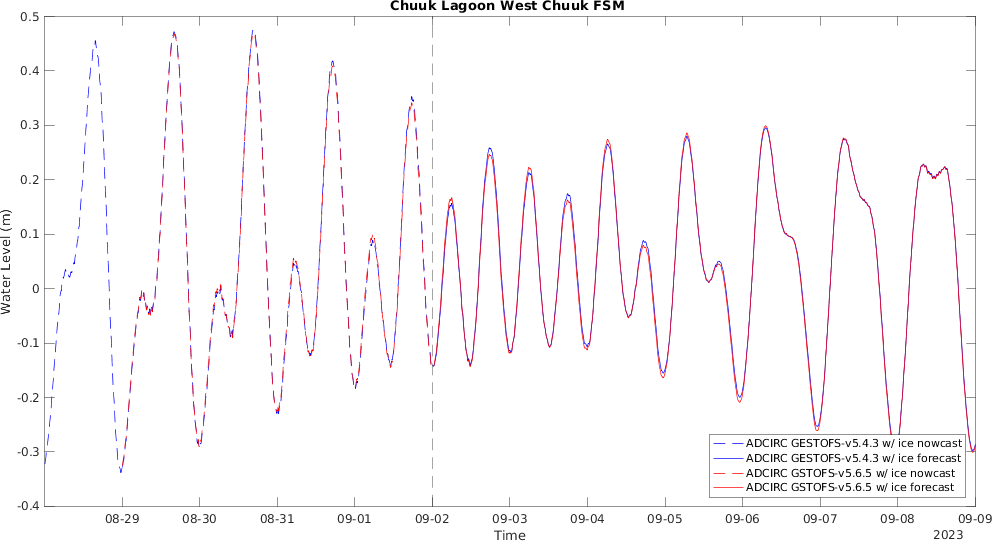 Chuuk Lagoon West Chuuk FSM
0.5
0.4
0.3
0.2
0.1
0
-0.1
-0.2
-0.3
-0.4
Water Level (m)
ADCIRC GESTOFS-v5.4.3 w/ ice nowcast
ADCIRC GESTOFS-v5.4.3 w/ ice forecast
ADCIRC GSTOFS-v5.6.5 w/ ice nowcast
ADCIRC GSTOFS-v5.6.5 w/ ice forecast
08-29 08-30 08-31 09-01 09-02 09-03 09-04 09-05 09-06 09-07 09-08 09-09
Time
2023